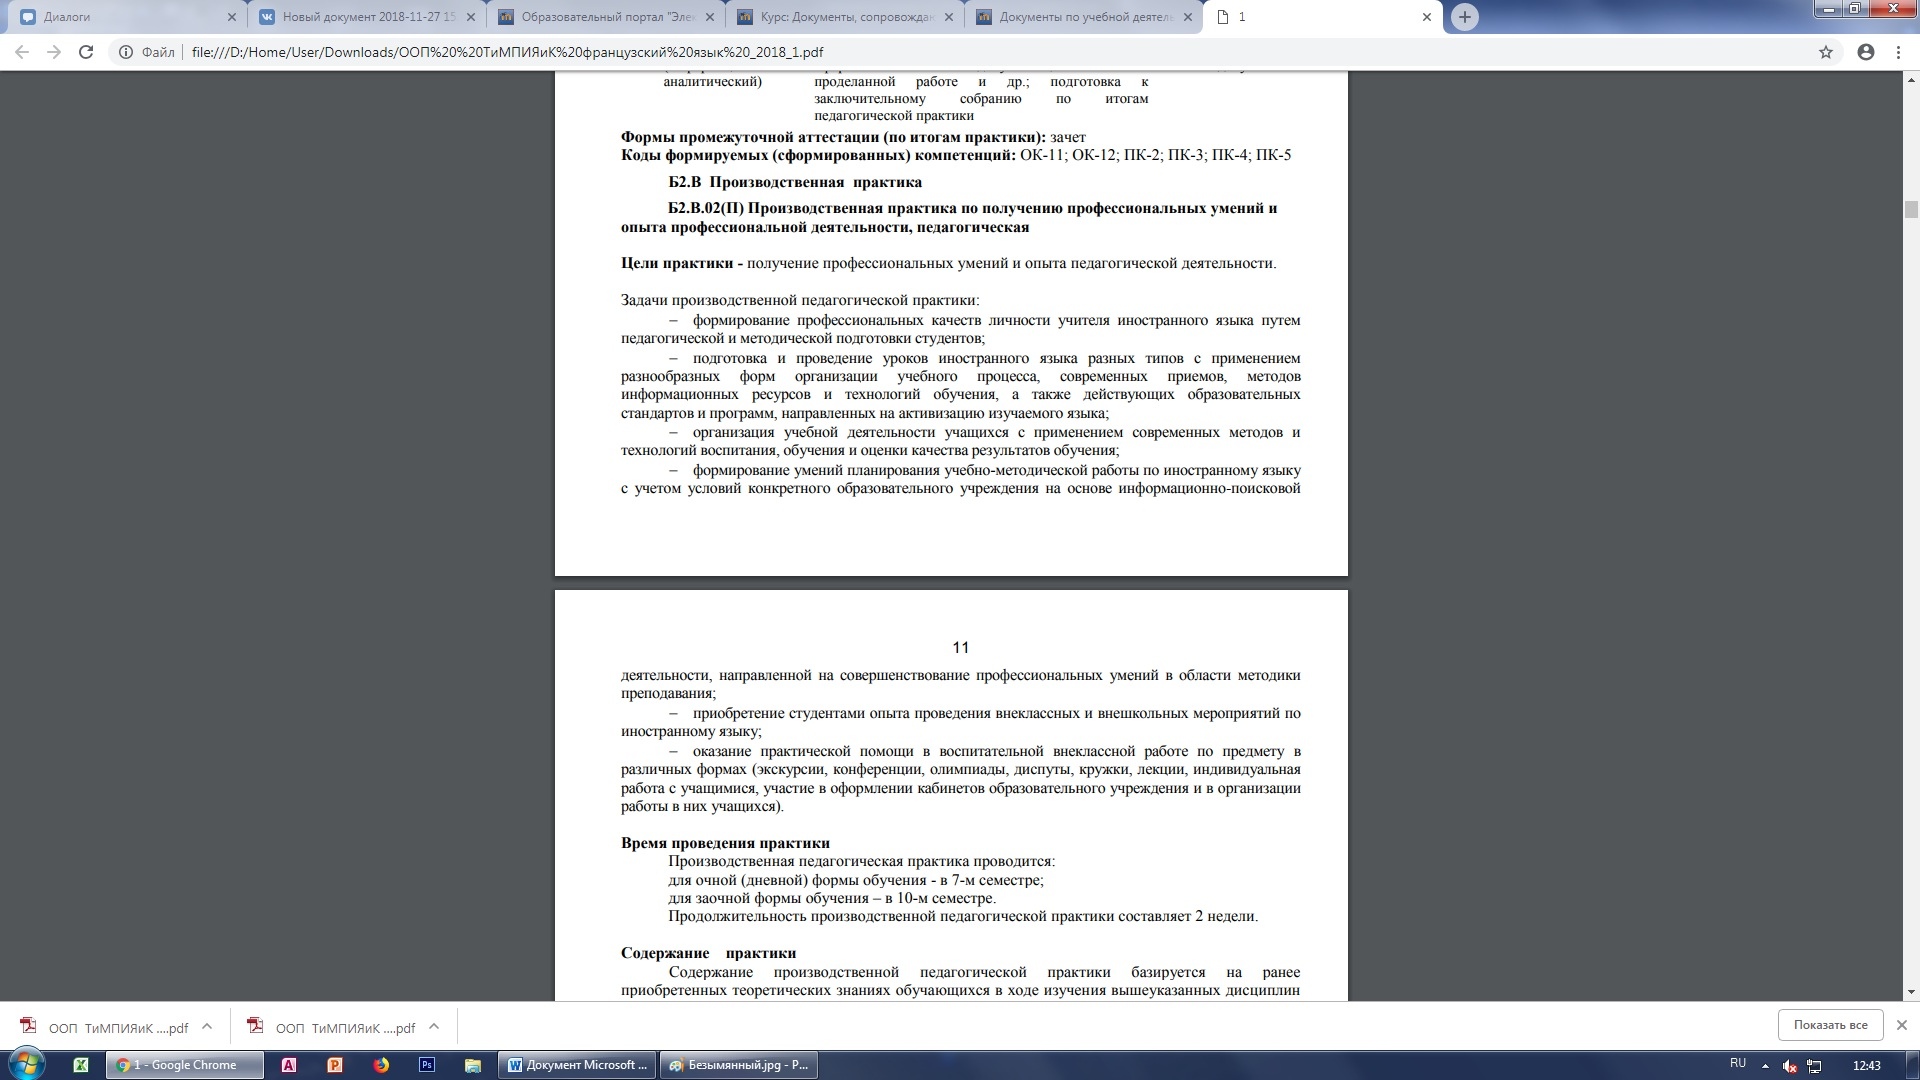 Диалоги
Новый документ 2018-11-27 15
Образовательный портал "Элек
Курс: Документы, сопровожда
Документы по учебной деятель
1
Файл
file:///D:/Home/User/Downloads/ООП%20%20ТиМПИЯиК%20французский%20язык%20_2018_1.pdf
аналитический)
проделанной работе и др.; подготовка к
заключительному собранию по итогам
педагогической практики
Формы промежуточной аттестации (по итогам практики): зачет
Коды формируемых (сформированных) компетенций: ОК-11; ОК-12; ПК-2; ПК-3; ПК-4; ПК-5
Б2.В Производственная практика
Б2.В.02(П) Производственная практика по получению профессиональных умений и
опыта профессиональной деятельности, педагогическая
Цели практики - получение профессиональных умений и опыта педагогической деятельности.
Задачи производственной педагогической практики:
– формирование профессиональных качеств личности учителя иностранного языка путем
педагогической и методической подготовки студентов;
– подготовка и проведение уроков иностранного языка разных типов с применением
разнообразных форм организации учебного процесса, современных приемов, методов
информационных ресурсов и технологий обучения, а также действующих образовательных
стандартов и программ, направленных на активизацию изучаемого языка;
– организация учебной деятельности учащихся с применением современных методов и
технологий воспитания, обучения и оценки качества результатов обучения;
– формирование умений планирования учебно-методической работы по иностранному языку
с учетом условий конкретного образовательного учреждения на основе информационно-поисковой
11
деятельности, направленной на совершенствование профессиональных умений в области методики
преподавания;
– приобретение студентами опыта проведения внеклассных и внешкольных мероприятий по
иностранному языку;
– оказание практической помощи в воспитательной внеклассной работе по предмету в
различных формах (экскурсии, конференции, олимпиады, диспуты, кружки, лекции, индивидуальная
работа с учащимися, участие в оформлении кабинетов образовательного учреждения и в организации
работы в них учащихся).
Время проведения практики
Производственная педагогическая практика проводится:
для очной (дневной) формы обучения - в 7-м семестре;
для заочной формы обучения – в 10-м семестре.
Продолжительность производственной педагогической практики составляет 2 недели.
Содержание практики
Содержание производственной педагогической практики базируется на ранее
приобретенных теоретических знаниях обучающихся в ходе изучения вышеуказанных дисциплин
ООП ТиМПИЯиК ....pdf
ООП ТиМПИЯиК ....pdf
Показать все
1 - Google Chrome
Документ Microsoft ...
Безымянный.jpg - P...
RU
12:43